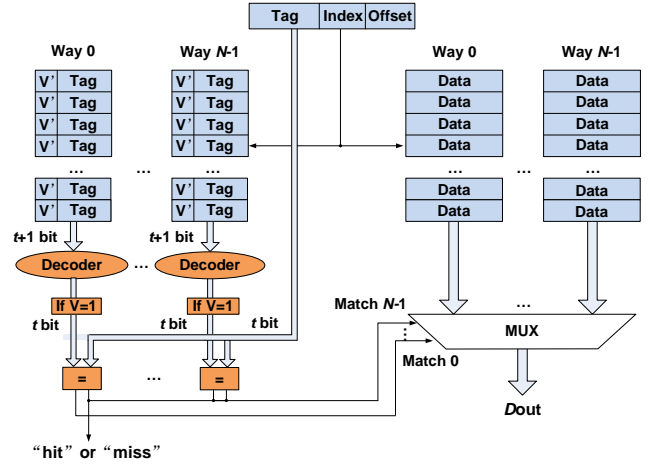 Tag Index Offset
Way 0 Way N-1 Way 0 Way N-1
V' Tag V' Tag Data Data
V' Tag V' Tag Data Data
V' Tag V' Tag Data Data
V' Tag V' Tag Data Data
... ... ... ... ... ...
V' Tag V' Tag Data Data
V' Tag V' Tag Data Data
t+1 bit t+1 bit
Decoder ... Decoder
If V=1 If V=1
Match N-1 ...
t bit t bit t bit
... MUX
Match 0
= ... =
Dout
“hit” or “miss”